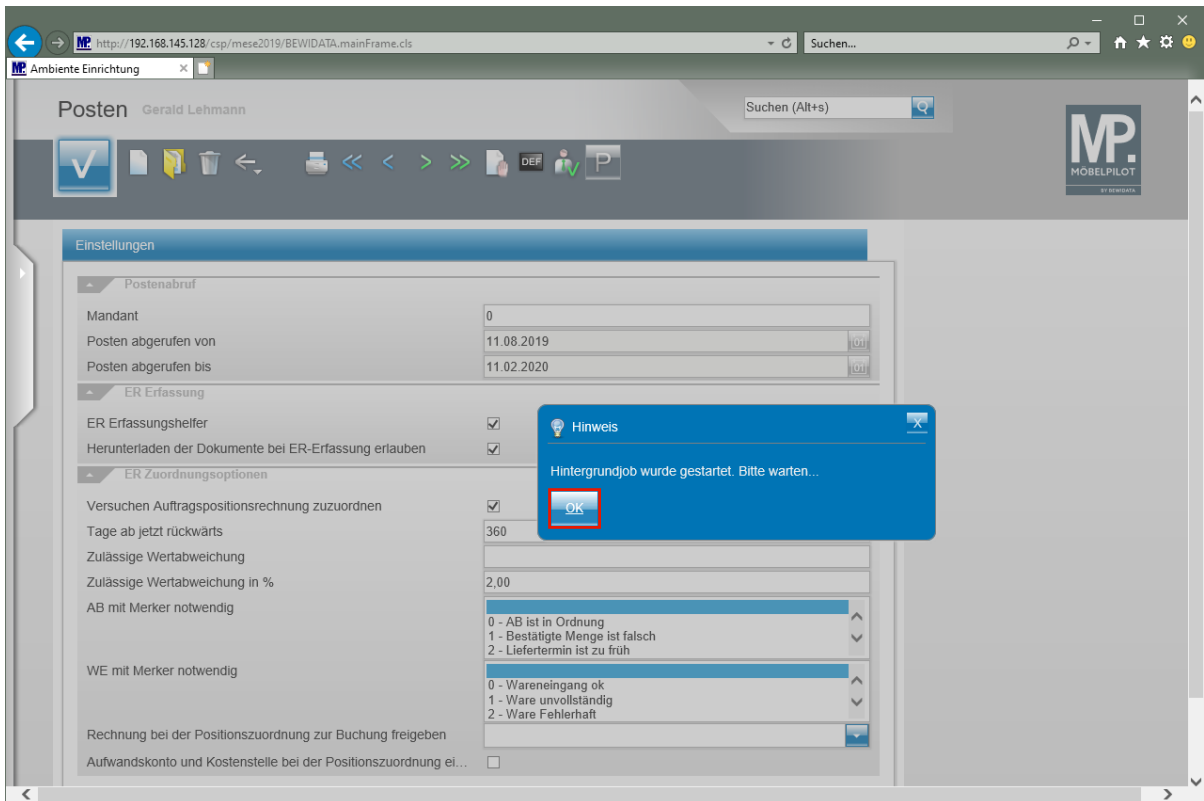 http://192.168.145.128/csp/mese2019/BEWIDATA.mainFrame.cls
Suchen...
MP. Ambiente Einrichtung
Posten Gerald Lehmann
Suchen (Alt+s)
DEF
P
MP.
MÖBELPILOT
BY BEWIDATA
Einstellungen
Postenabruf
Mandant 0
Posten abgerufen von 11.08.2019
Posten abgerufen bis 11.02.2020
ER Erfassung
ER Erfassungshelfer
Herunterladen der Dokumente bei ER-Erfassung erlauben
Hinweis
X
Hintergrundjob wurde gestartet. Bitte warten...
OK
ER Zuordnungsoptionen
Versuchen Auftragspositionsrechnung zuzuordnen
Tage ab jetzt rückwärts 360
Zulässige Wertabweichung
Zulässige Wertabweichung in % 2,00
AB mit Merker notwendig
0 - AB ist in Ordnung
1 - Bestätigte Menge ist falsch
2 - Liefertermin ist zu früh
WE mit Merker notwendig
0 - Wareneingang ok
1 - Ware unvollständig
2 - Ware Fehlerhaft
Rechnung bei der Positionszuordnung zur Buchung freigeben
Aufwandskonto und Kostenstelle bei der Positionszuordnung ei...